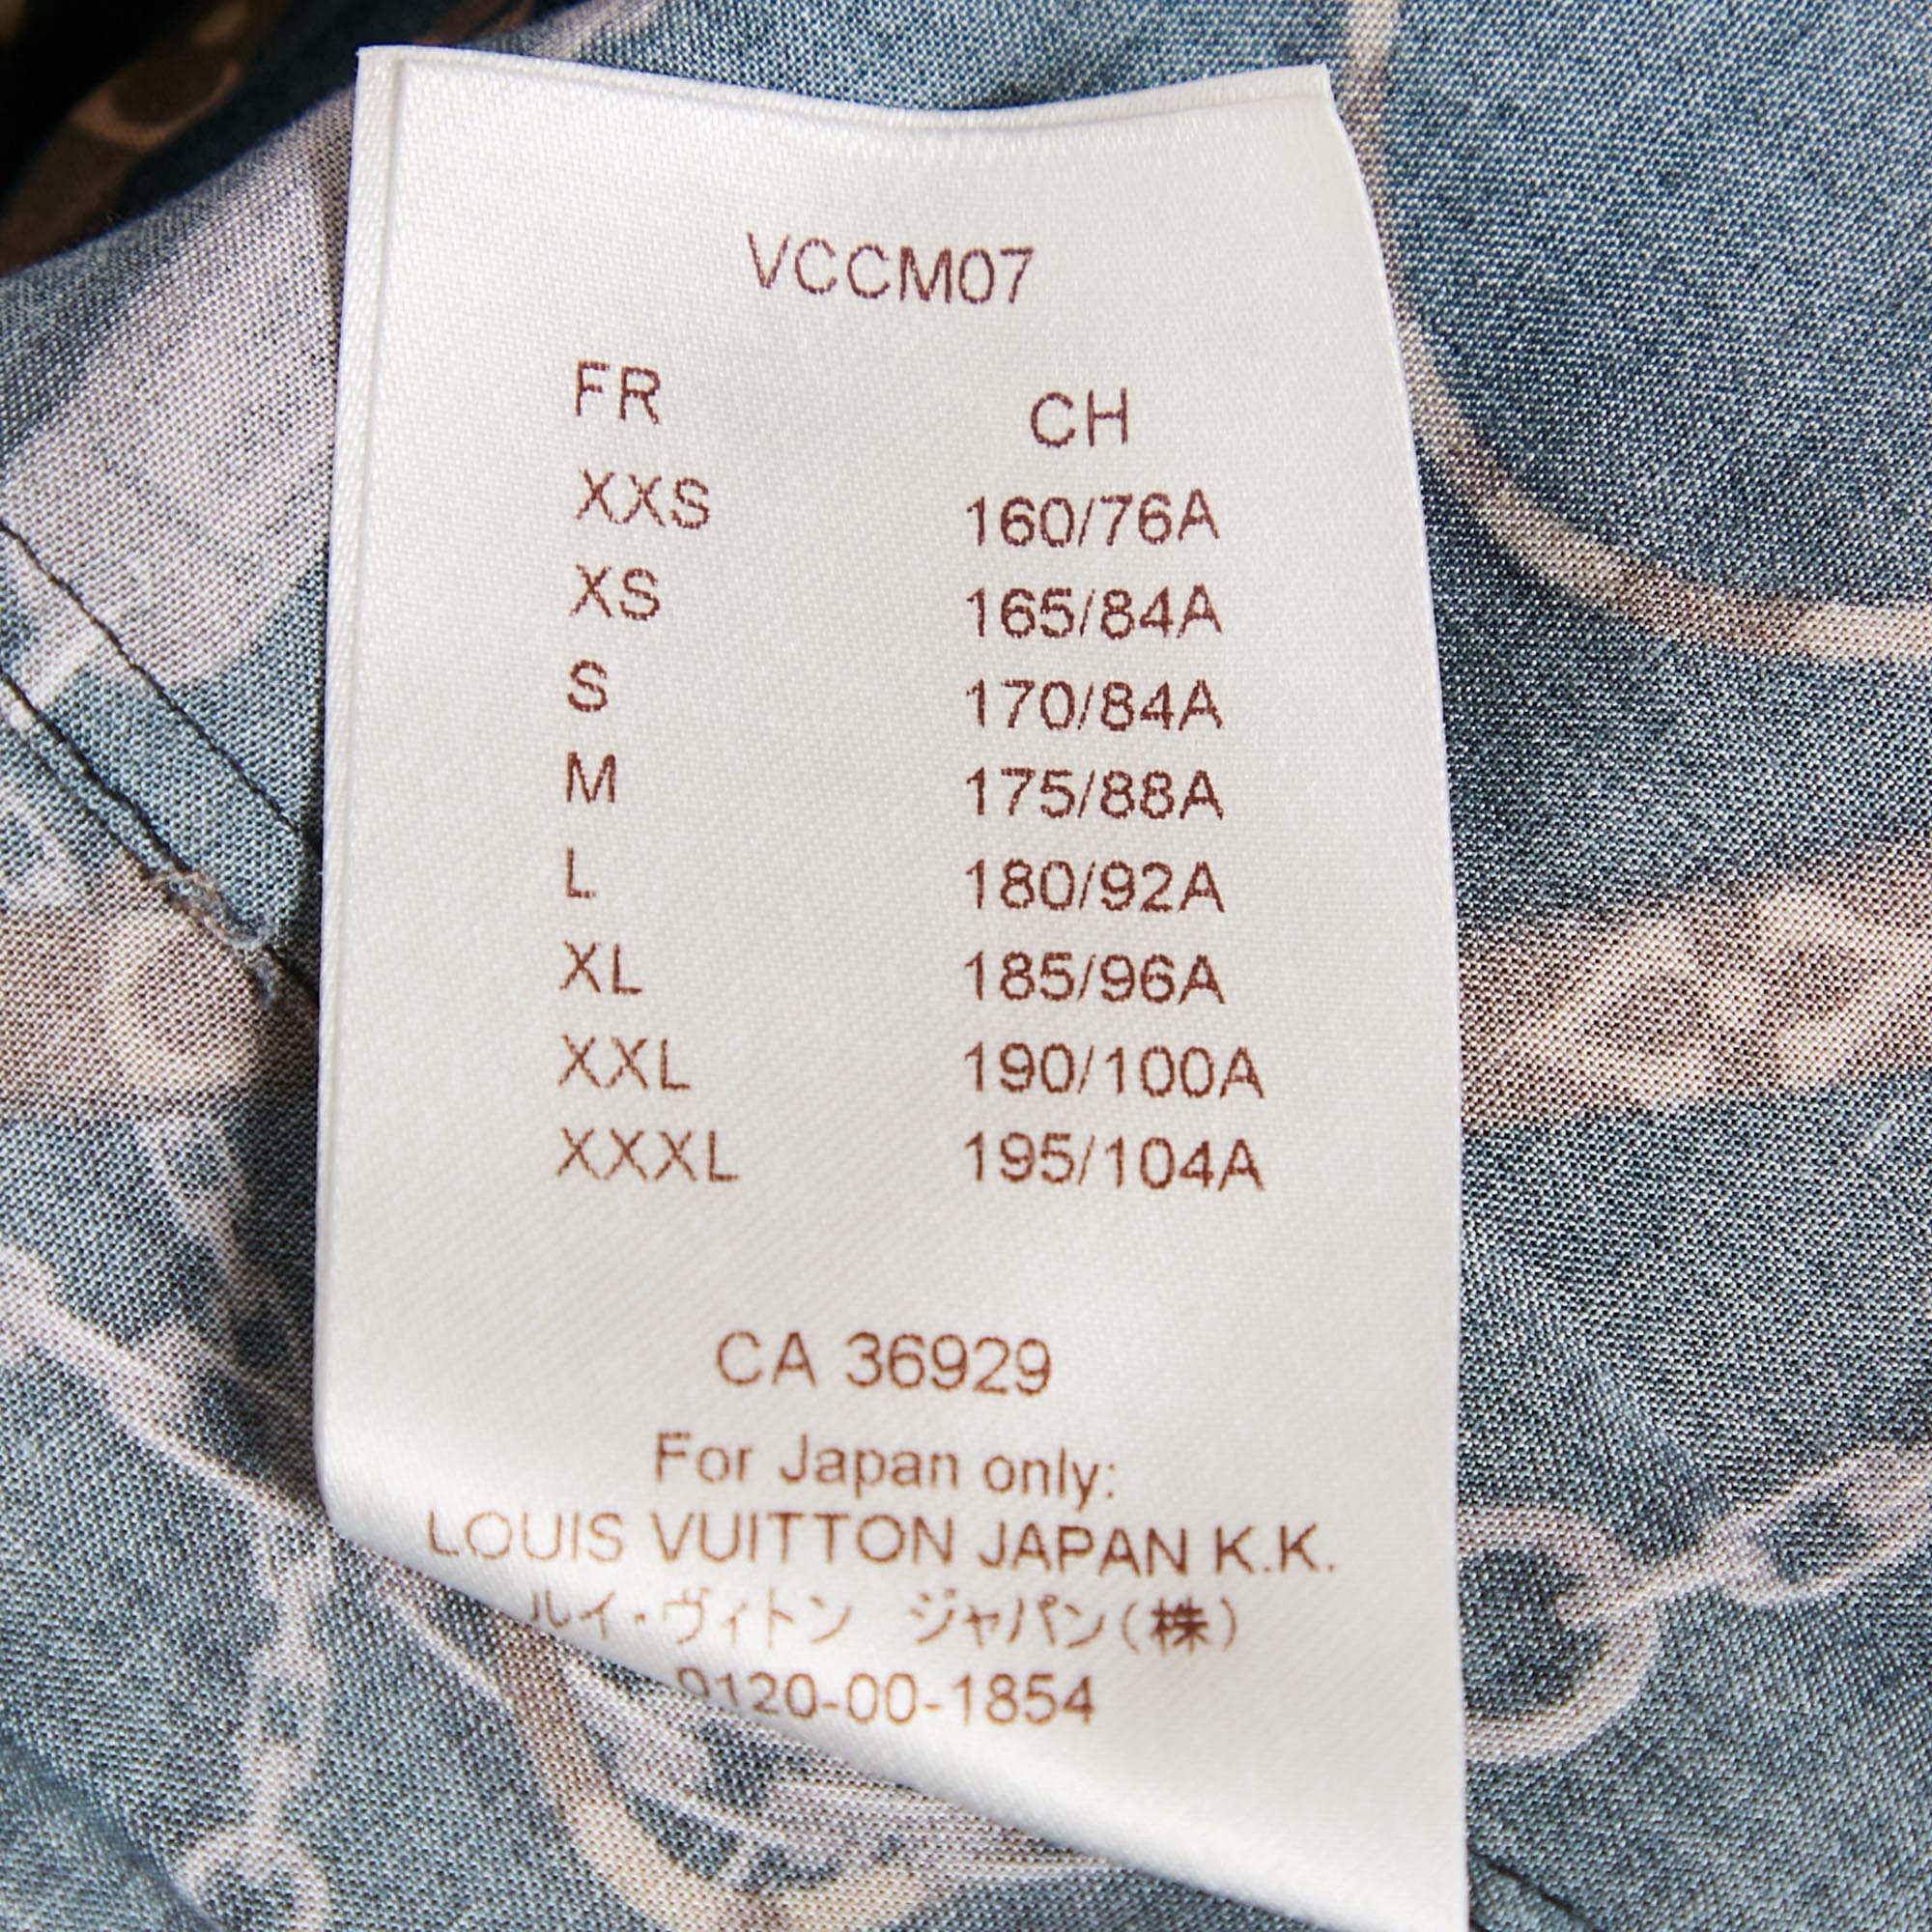 VCCM07
FR CH
XXS 160/76A
XS 165/84A
S 170/84A
M 175/88A
L 180/92A
XL 185/96A
XXL 190/100A
XXXL 195/104A
CA 36929
For Japan only:
LOUIS VUITTON JAPAN K.K.
ルイ・ヴィトン ジャパン(株)
0120-00-1854